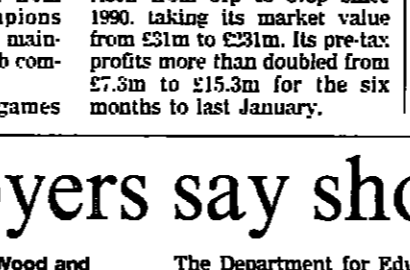 mpions
main-
com-
games
1990, taking its market value
from £31m to £231m. Its pre-tax
profits more than doubled from
£7.3m to £15.3m for the six
months to last January.
yers say sho
Wood and
The Department for Edu